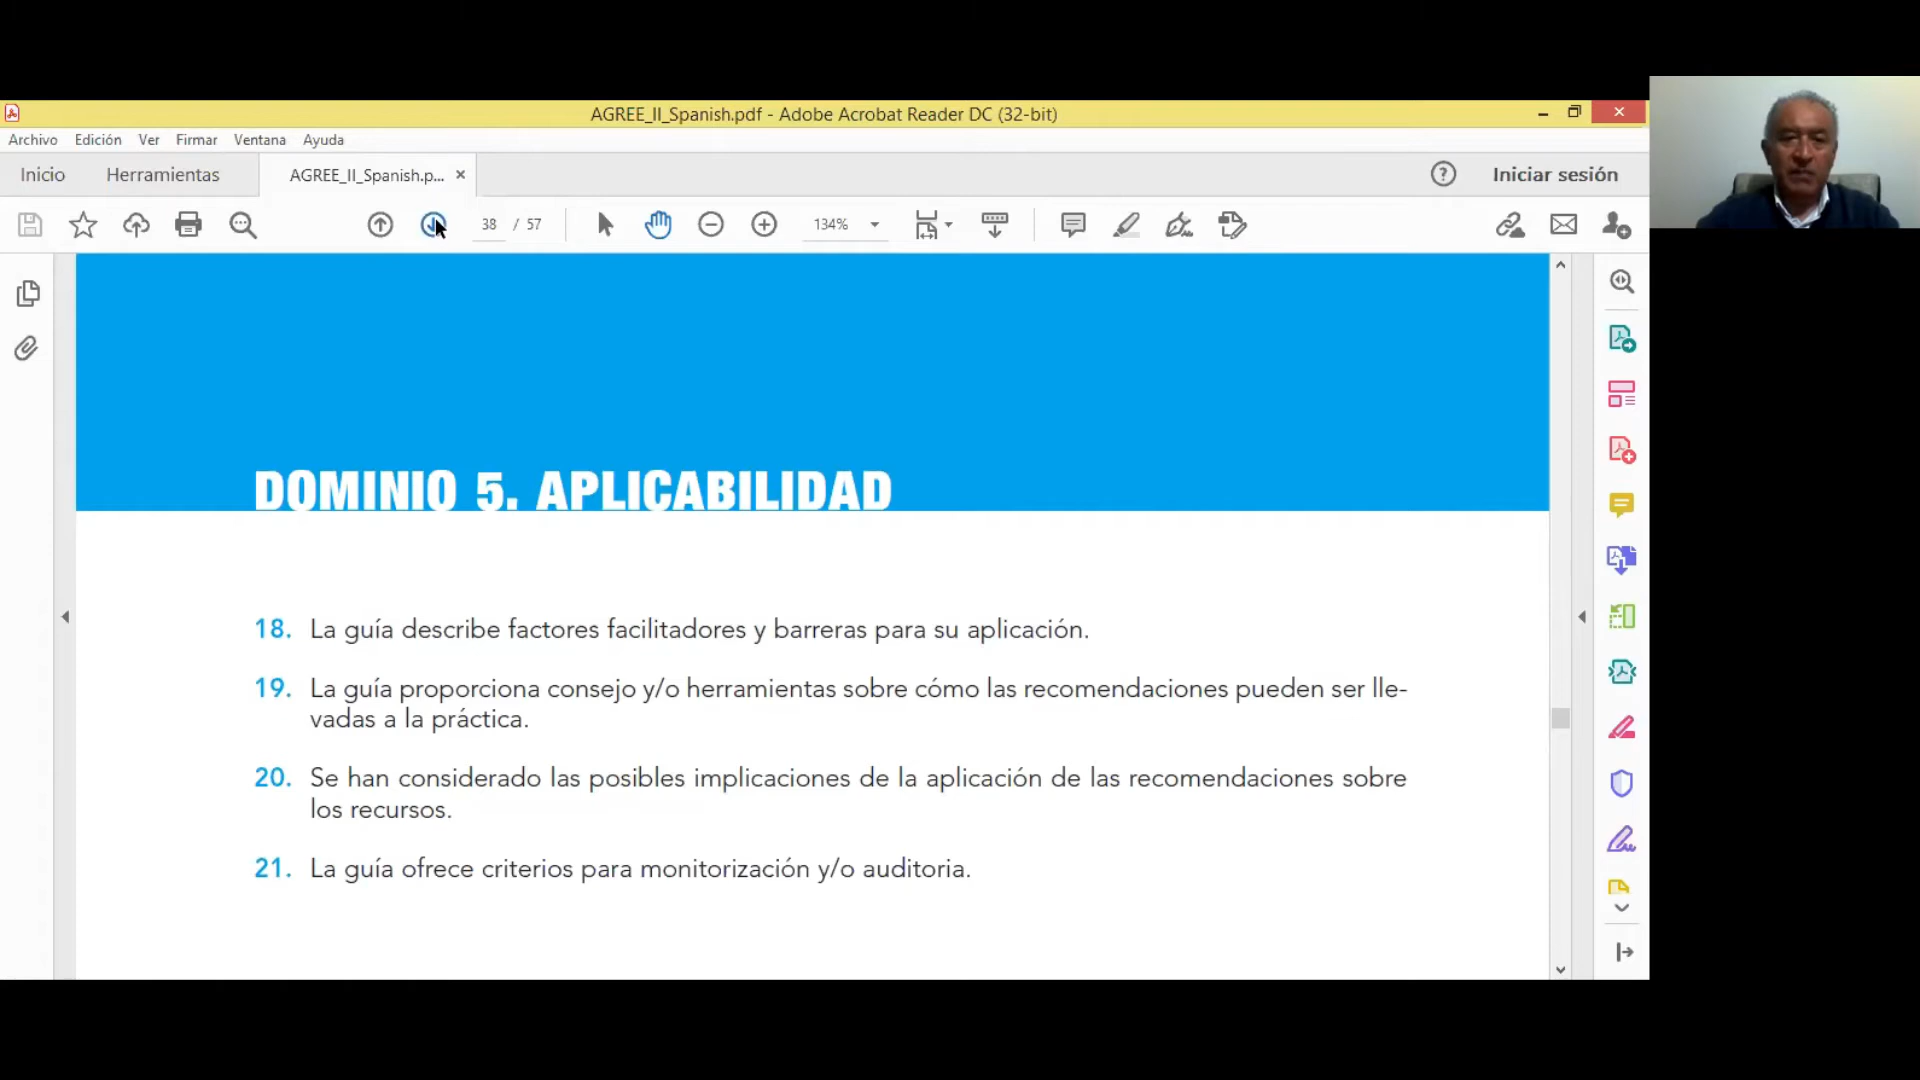 AGREE_II_Spanish.pdf - Adobe Acrobat Reader DC (32-bit)
Archivo Edición Ver Firmar Ventana Ayuda
Inicio Herramientas AGREE_II_Spanish.p... Iniciar sesión
38 / 57 134%
DOMINIO 5. APLICABILIDAD
18. La guía describe factores facilitadores y barreras para su aplicación.
19. La guía proporciona consejo y/o herramientas sobre cómo las recomendaciones pueden ser lle-
vadas a la práctica.
20. Se han considerado las posibles implicaciones de la aplicación de las recomendaciones sobre
los recursos.
21. La guía ofrece criterios para monitorización y/o auditoria.